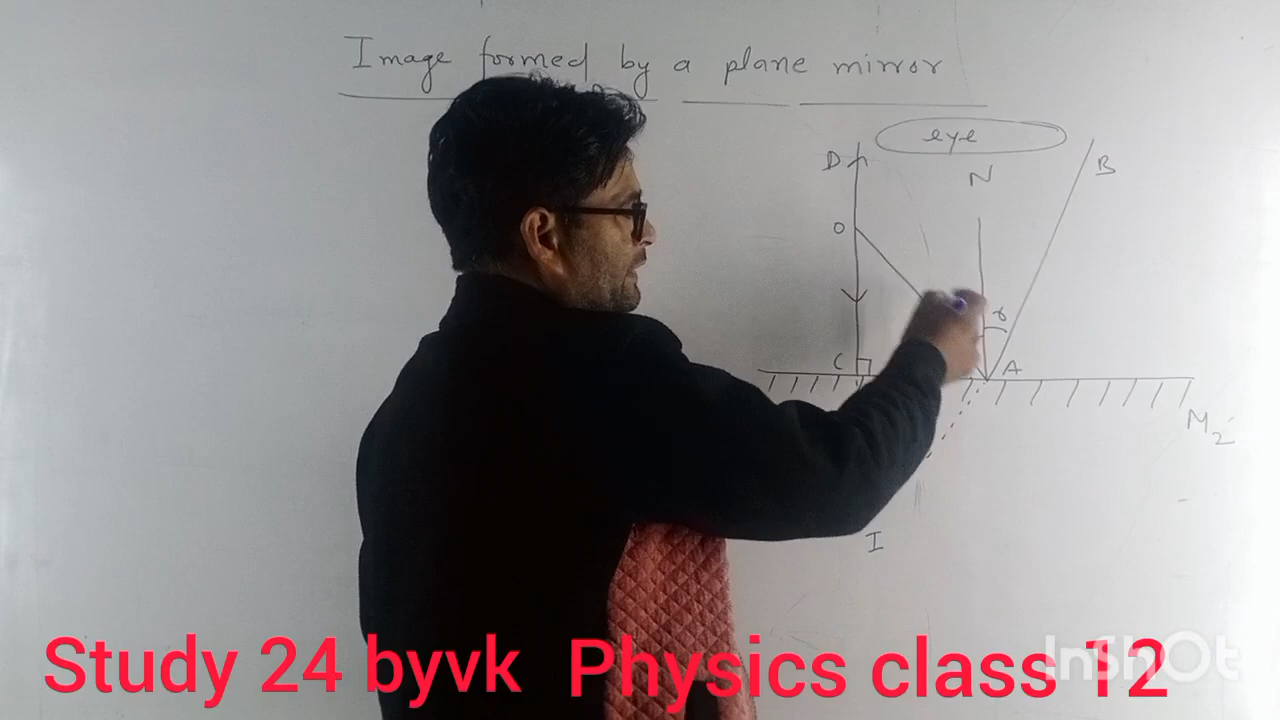 Image formed by a plane mirror
eye
D
B
N
O
r
C
A
M2
I
Study 24 byvk Physics class 12
InShOt